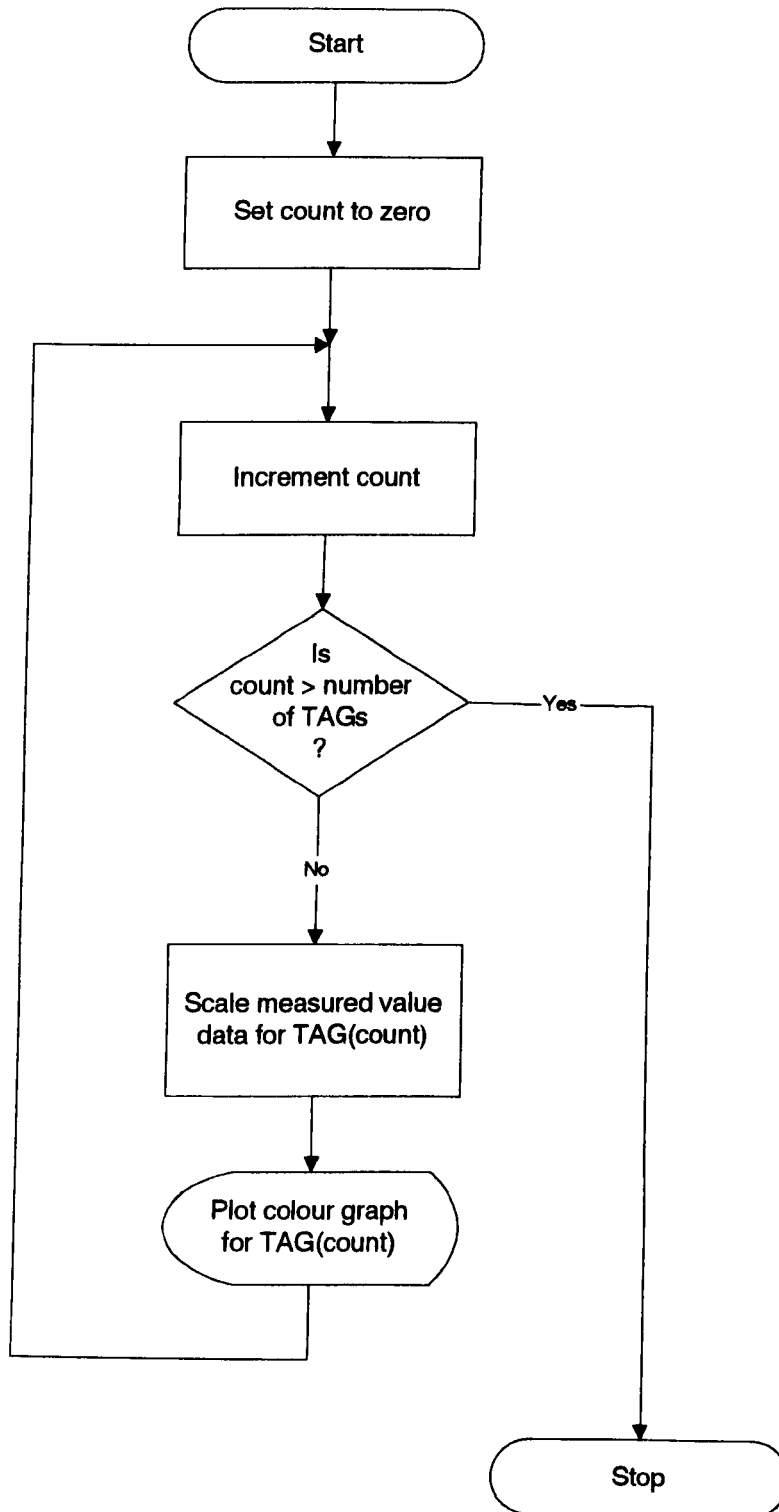 Start
Set count to zero
Increment count
Is
count > number
of TAGs
?
Yes
No
Scale measured value
data for TAG(count)
Plot colour graph
for TAG(count)
Stop